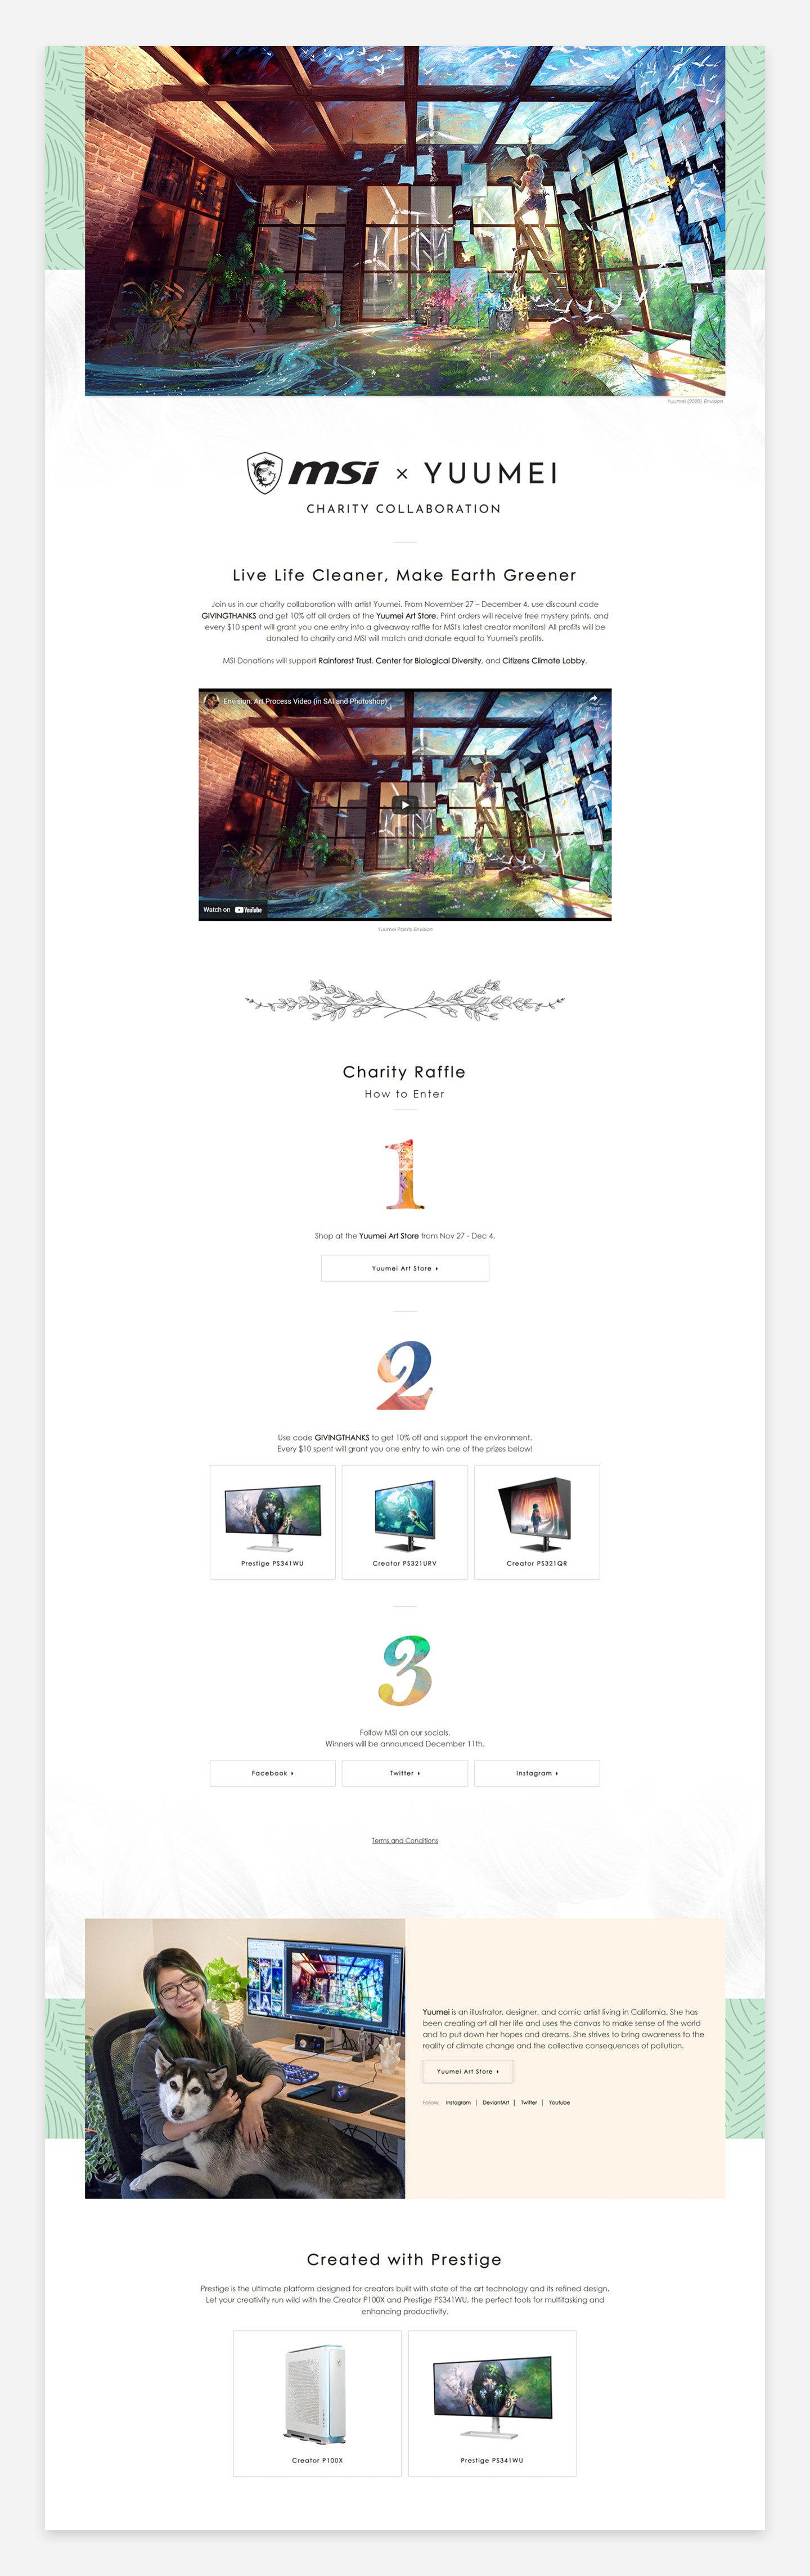 Yuumei (2020) Envision
msi × YUUMEI
CHARITY COLLABORATION
Live Life Cleaner, Make Earth Greener
Join us in our charity collaboration with artist Yuumei. From November 27 – December 4, use discount code
GIVINGTHANKS and get 10% off all orders at the Yuumei Art Store. Print orders will receive free mystery prints, and
every $10 spent will grant you one entry into a giveaway raffle for MSI's latest creator monitors! All profits will be
donated to charity and MSI will match and donate equal to Yuumei's profits.
MSI Donations will support Rainforest Trust, Center for Biological Diversity, and Citizens Climate Lobby.
Envision: Art Process Video (in SAI and Photoshop)
Share
Watch on YouTube
Yuumei Paints Envision
Charity Raffle
How to Enter
1
Shop at the Yuumei Art Store from Nov 27 - Dec 4.
Yuumei Art Store
2
Use code GIVINGTHANKS to get 10% off and support the environment.
Every $10 spent will grant you one entry to win one of the prizes below!
Prestige PS341WU
Creator PS321URV
Creator PS321QR
3
Follow MSI on our socials.
Winners will be announced December 11th.
Facebook
Twitter
Instagram
Terms and Conditions
Yuumei is an illustrator, designer, and comic artist living in California. She has
been creating art all her life and uses the canvas to make sense of the world
and to put down her hopes and dreams. She strives to bring awareness to the
reality of climate change and the collective consequences of pollution.
Yuumei Art Store
Follow: Instagram | DeviantArt | Twitter | Youtube
Created with Prestige
Prestige is the ultimate platform designed for creators built with state of the art technology and its refined design.
Let your creativity run wild with the Creator P100X and Prestige PS341WU, the perfect tools for multitasking and
enhancing productivity.
Creator P100X
Prestige PS341WU